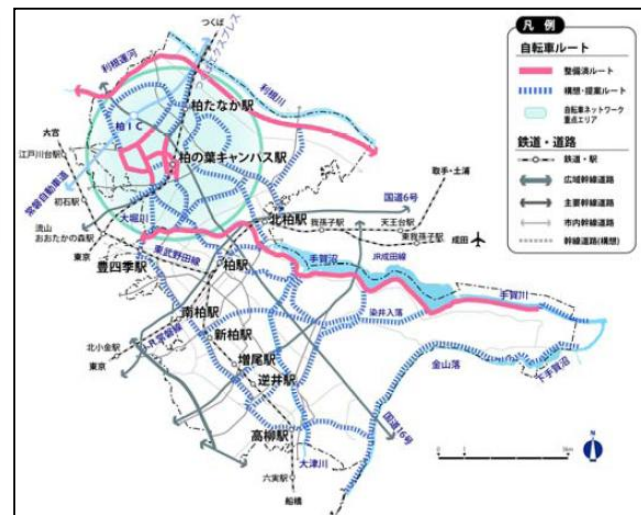 凡 例
自転車ルート
整備済ルート
構想・提案ルート
自転車ネットワーク
重点エリア
鉄道・道路
鉄道・駅
広域幹線道路
主要幹線道路
市内幹線道路
幹線道路(構想)
つくば
利根運河
利根川
柏たなか駅
柏IC
大宮
江戸川台駅
柏の葉キャンパス駅
常磐自動車道
初石駅
取手・土浦
国道6号
流山
おおたかの森駅
大堀川
北柏駅
我孫子駅
天王台駅
東我孫子駅
成田
東京
東武野田線
柏駅
手賀沼
JR成田線
豊四季駅
手賀川
南柏駅
染井入落
北小金駅
JR常磐線
新柏駅
東京
金山落
下手賀沼
増尾駅
逆井駅
国道16号
高柳駅
大津川
六実駅
船橋
N
0